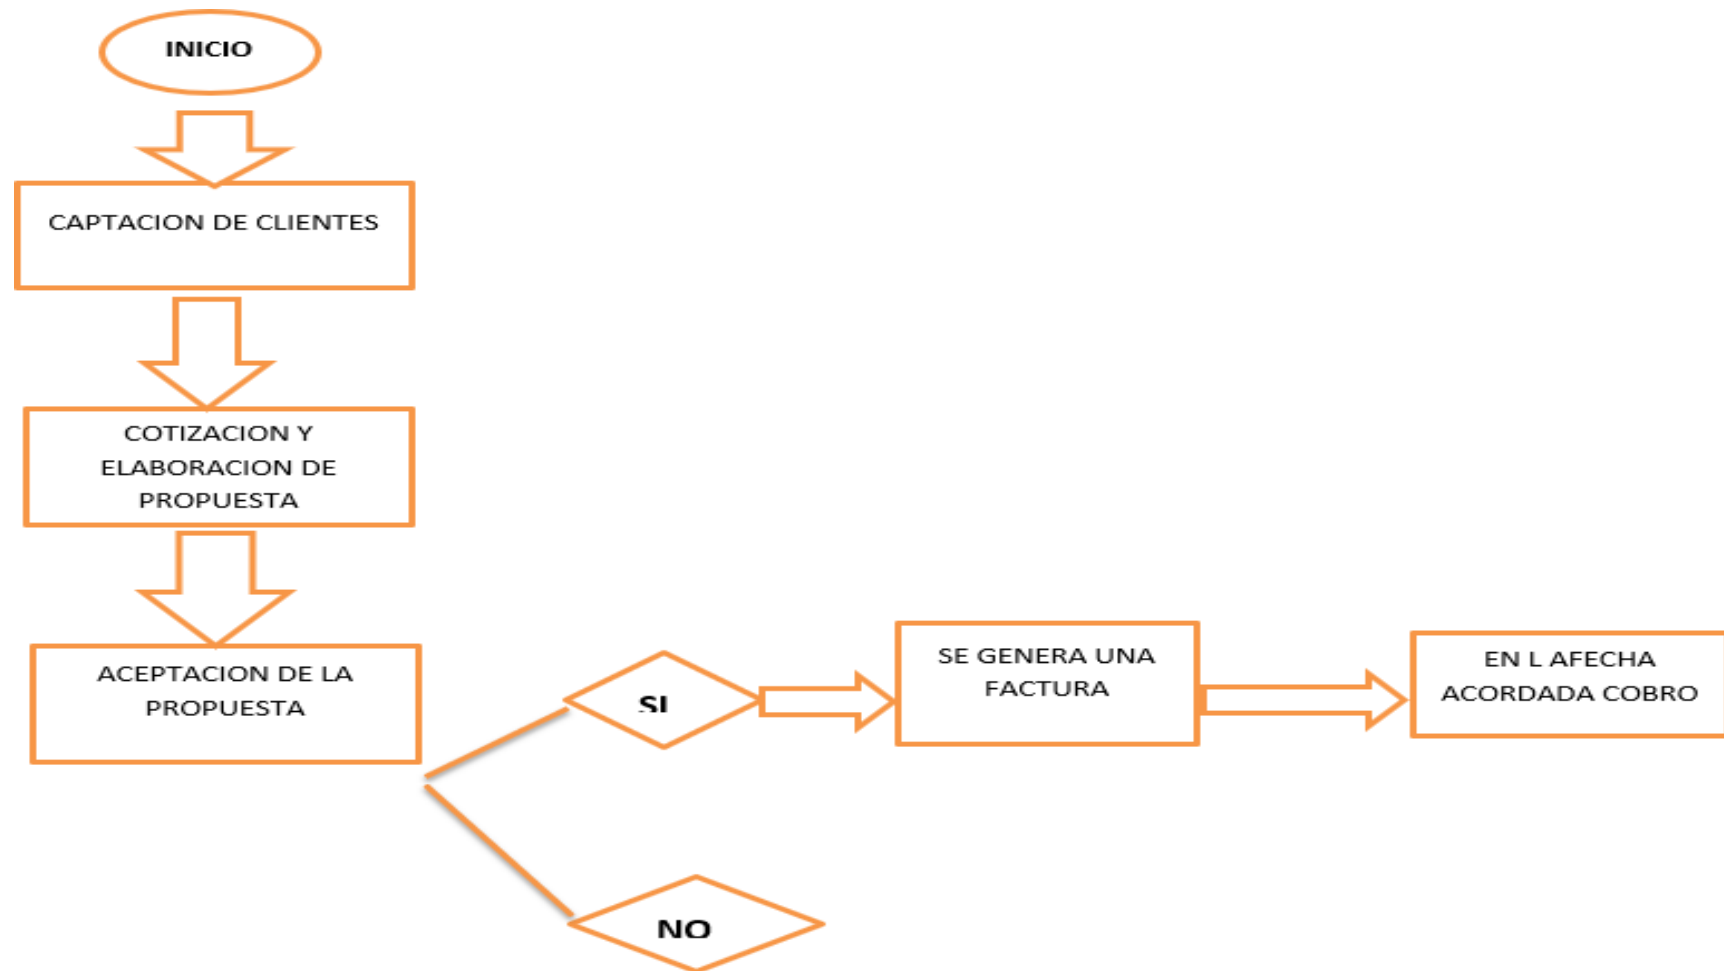 INICIO
CAPTACION DE CLIENTES
COTIZACION Y
ELABORACION DE
PROPUESTA
ACEPTACION DE LA
PROPUESTA
SI
SE GENERA UNA
FACTURA
EN L AFECHA
ACORDADA COBRO
NO